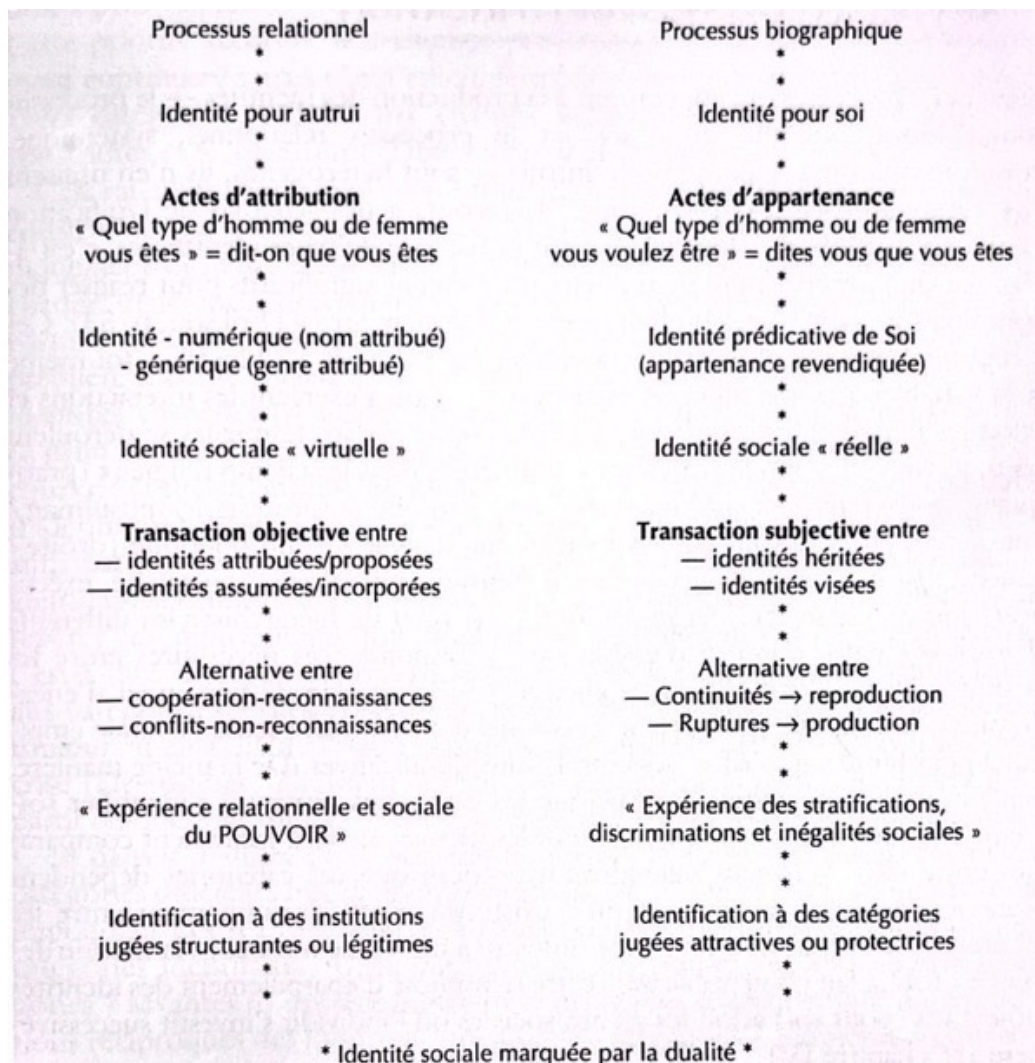 Processus relationnel
Identité pour autrui
Actes d'attribution
« Quel type d'homme ou de femme
vous êtes » = dit-on que vous êtes
Identité - numérique (nom attribué)
- générique (genre attribué)
Identité sociale « virtuelle »
Transaction objective entre
— identités attribuées/proposées
— identités assumées/incorporées
Alternative entre
— coopération-reconnaissances
— conflits-non-reconnaissances
« Expérience relationnelle et sociale
du POUVOIR »
Identification à des institutions
jugées structurantes ou légitimes
Processus biographique
Identité pour soi
Actes d'appartenance
« Quel type d'homme ou de femme
vous voulez être » = dites vous que vous êtes
Identité prédicative de Soi
(appartenance revendiquée)
Identité sociale « réelle »
Transaction subjective entre
— identités héritées
— identités visées
Alternative entre
— Continuités → reproduction
— Ruptures → production
« Expérience des stratifications,
discriminations et inégalités sociales »
Identification à des catégories
jugées attractives ou protectrices
* Identité sociale marquée par la dualité *